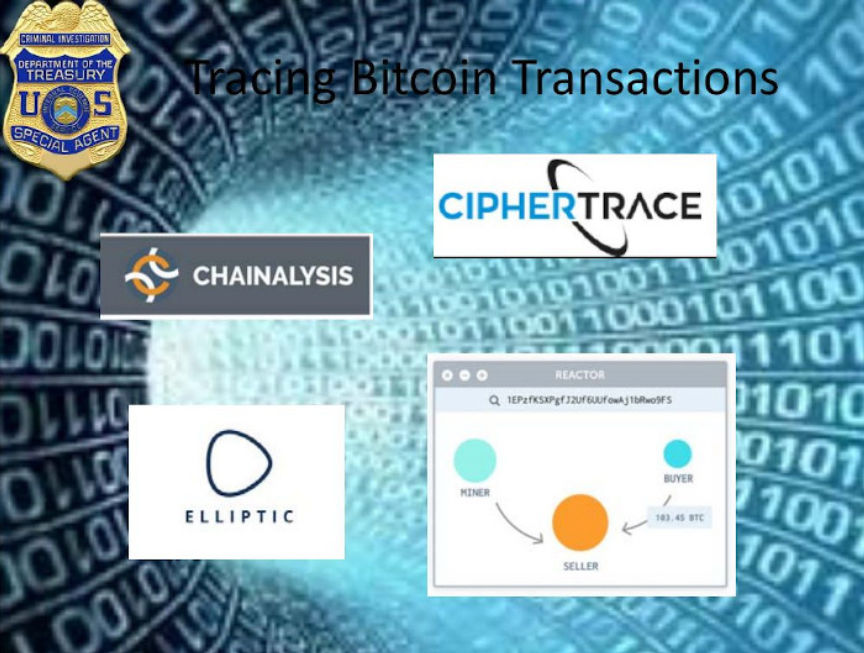 CRIMINAL INVESTIGATION
DEPARTMENT OF THE
TREASURY
U S
SPECIAL AGENT
Tracing Bitcoin Transactions
CIPHERTRACE
CHAINALYSIS
ELLIPTIC
REACTOR
1EPzfKSXPgfJ2Uf6UUfowAj1bRwo9FS
MINER
BUYER
103.45 BTC
SELLER